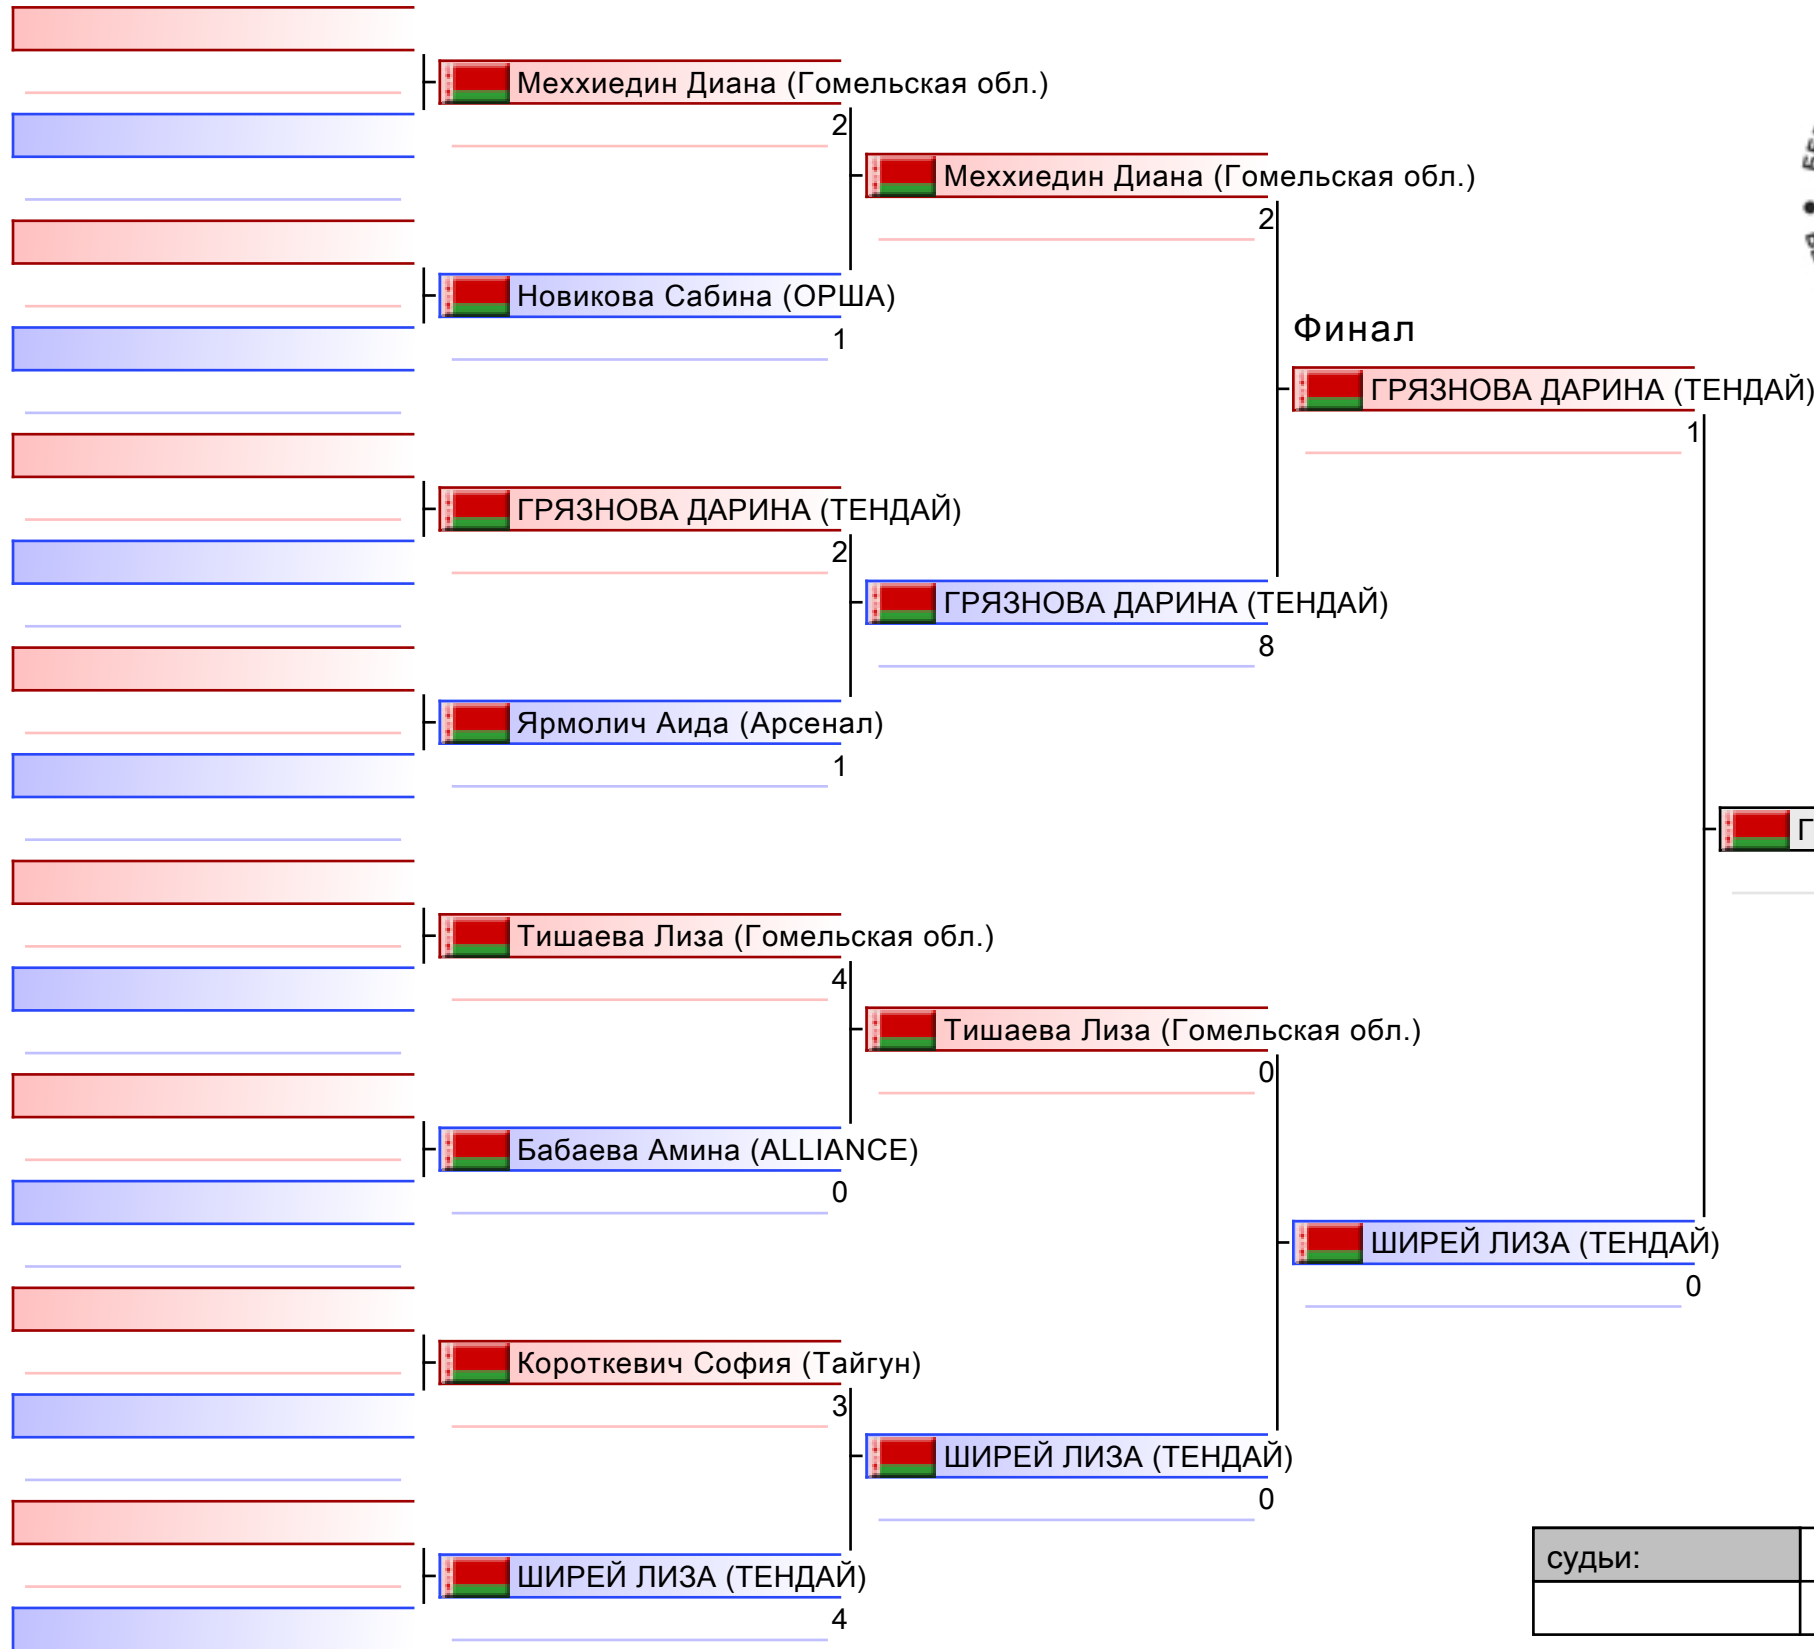 Меххиедин Диана (Гомельская обл.)
2
Меххиедин Диана (Гомельская обл.)
2
Новикова Сабина (ОРША)
1
Финал
ГРЯЗНОВА ДАРИНА (ТЕНДАЙ)
1
ГРЯЗНОВА ДАРИНА (ТЕНДАЙ)
2
ГРЯЗНОВА ДАРИНА (ТЕНДАЙ)
8
Ярмолич Аида (Арсенал)
1
Г
Тишаева Лиза (Гомельская обл.)
4
Тишаева Лиза (Гомельская обл.)
0
Бабаева Амина (ALLIANCE)
0
ШИРЕЙ ЛИЗА (ТЕНДАЙ)
0
Короткевич София (Тайгун)
3
ШИРЕЙ ЛИЗА (ТЕНДАЙ)
0
судьи:
ШИРЕЙ ЛИЗА (ТЕНДАЙ)
4